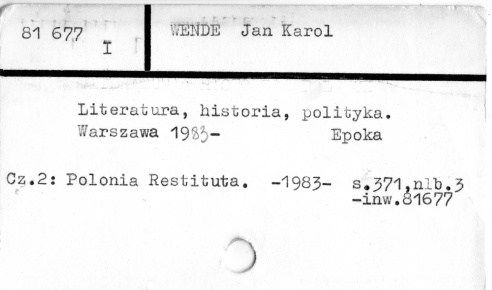 81 677 WENDE Jan Karol
I
Literatura, historia, polityka.
Warszawa 1983- Epoka
Cz.2: Polonia Restituta. -1983- s.371,nlb.3
-inw.81677